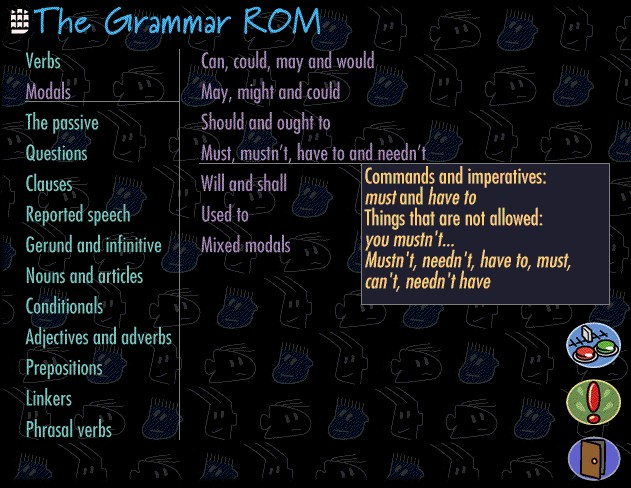 The Grammar ROM
Verbs
Modals
The passive
Questions
Clauses
Reported speech
Gerund and infinitive
Nouns and articles
Conditionals
Adjectives and adverbs
Prepositions
Linkers
Phrasal verbs
Can, could, may and would
May, might and could
Should and ought to
Must, mustn't, have to and needn't
Will and shall
Used to
Mixed modals
Commands and imperatives:
must and have to
Things that are not allowed:
you mustn't...
Mustn't, needn't, have to, must,
can't, needn't have